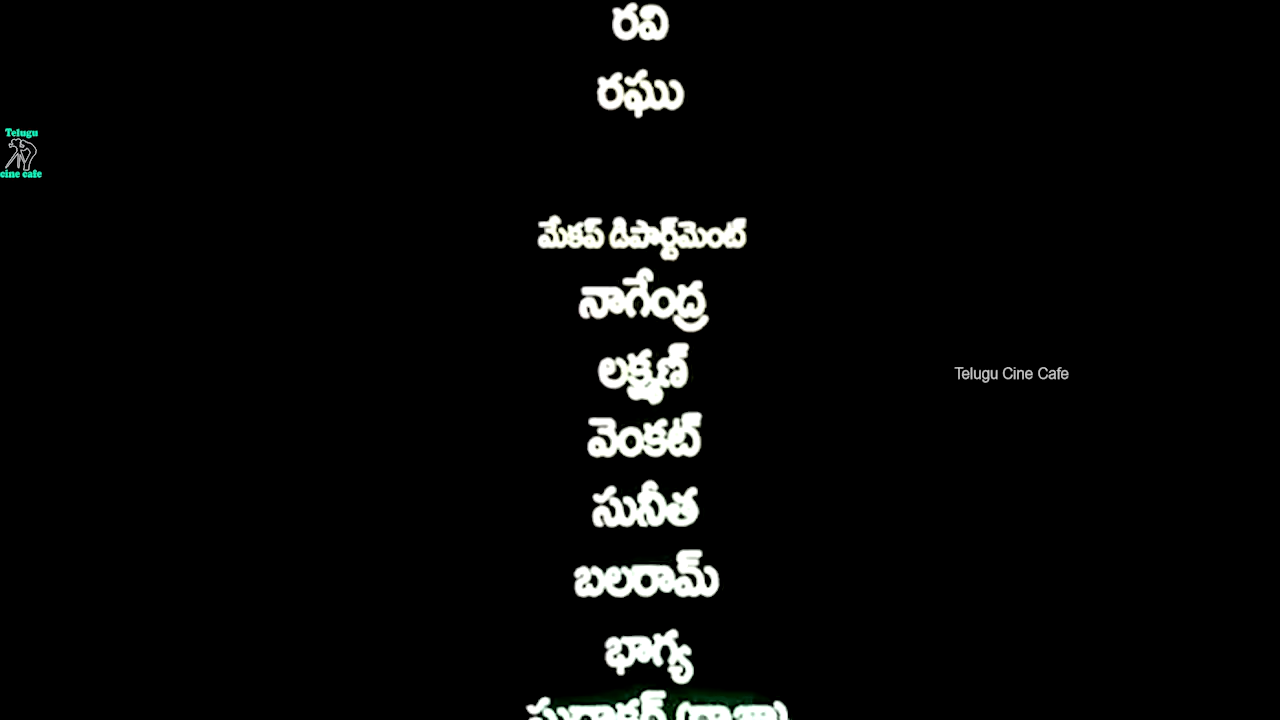 రవి
రఘు
Telugu
cine cafe
మేకప్ డిపార్ట్‌మెంట్
నాగేంద్ర
లక్ష్మణ్
Telugu Cine Cafe
వెంకట్
సునీత
బలరామ్
భాగ్య